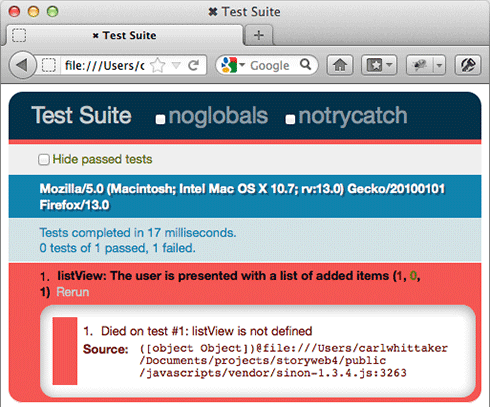 ✖ Test Suite
✖ Test Suite
file:///Users/c
Google
Test Suite noglobals notrycatch
Hide passed tests
Mozilla/5.0 (Macintosh; Intel Mac OS X 10.7; rv:13.0) Gecko/20100101
Firefox/13.0
Tests completed in 17 milliseconds.
0 tests of 1 passed, 1 failed.
1. listView: The user is presented with a list of added items (1, 0,
1) Rerun
1. Died on test #1: listView is not defined
Source: ([object Object])@file:///Users/carlwhittaker
/Documents/projects/storyweb4/public
/javascripts/vendor/sinon-1.3.4.js:3263